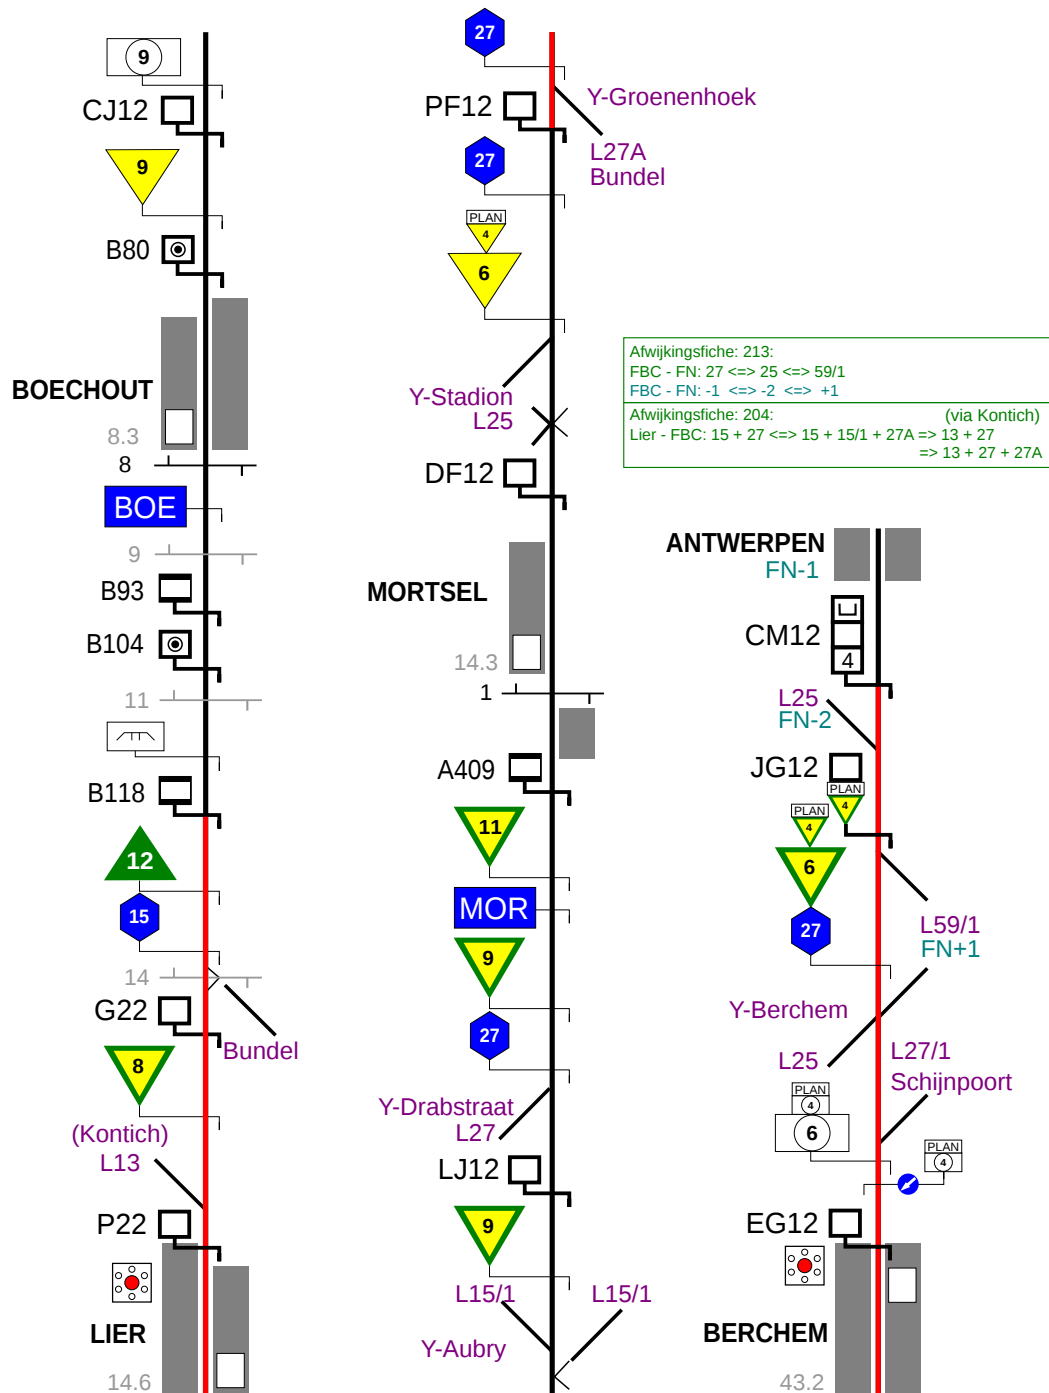 9
CJ12
9
B80
BOECHOUT
8.3
8
BOE
9
B93
B104
11
B118
12
15
14
G22
Bundel
8
(Kontich)
L13
P22
LIER
14.6
27
Y-Groenenhoek
PF12
L27A
Bundel
27
PLAN
4
6
Y-Stadion
L25
DF12
MORTSEL
14.3
1
A409
11
MOR
9
27
Y-Drabstraat
L27
LJ12
9
L15/1
L15/1
Y-Aubry
Afwijkingsfiche: 213:
FBC - FN: 27 <=> 25 <=> 59/1
FBC - FN: -1 <=> -2 <=> +1
Afwijkingsfiche: 204: (via Kontich)
Lier - FBC: 15 + 27 <=> 15 + 15/1 + 27A => 13 + 27
=> 13 + 27 + 27A
ANTWERPEN
FN-1
CM12
4
L25
FN-2
JG12
PLAN
4
PLAN
4
6
27
L59/1
FN+1
Y-Berchem
L25
L27/1
Schijnpoort
PLAN
4
6
PLAN
4
EG12
BERCHEM
43.2